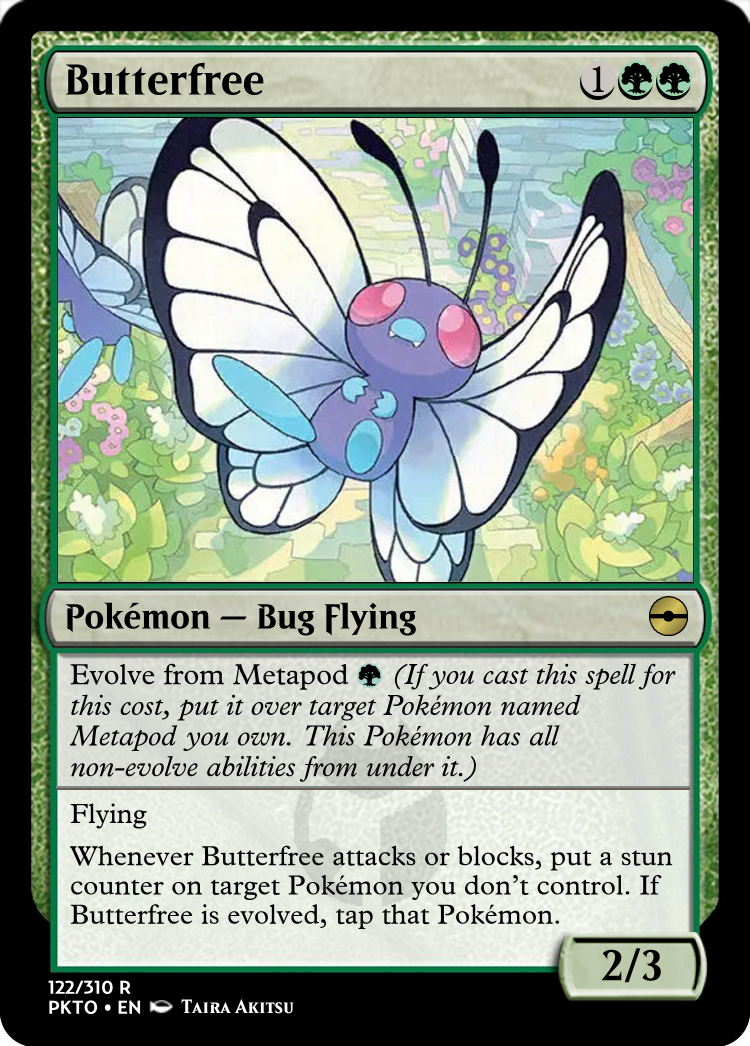 Butterfree 1
Pokémon — Bug Flying
Evolve from Metapod (If you cast this spell for
this cost, put it over target Pokémon named
Metapod you own. This Pokémon has all
non-evolve abilities from under it.)
Flying
Whenever Butterfree attacks or blocks, put a stun
counter on target Pokémon you don't control. If
Butterfree is evolved, tap that Pokémon.
2/3
122/310 R
PKTO • EN TAIRA AKITSU